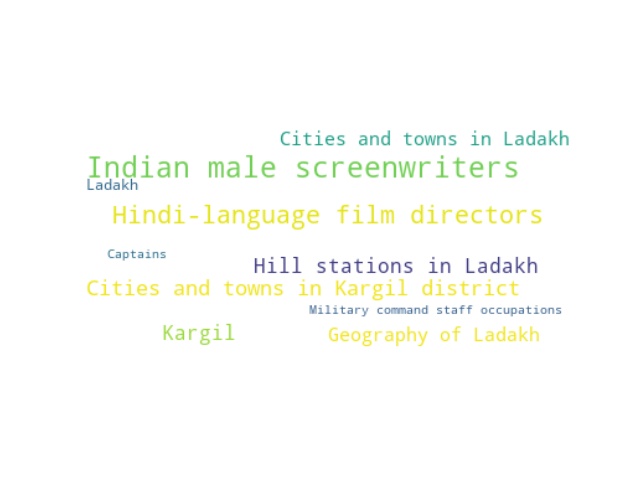 Cities and towns in Ladakh
Indian male screenwriters
Ladakh
Hindi-language film directors
Captains
Hill stations in Ladakh
Cities and towns in Kargil district
Military command staff occupations
Kargil
Geography of Ladakh